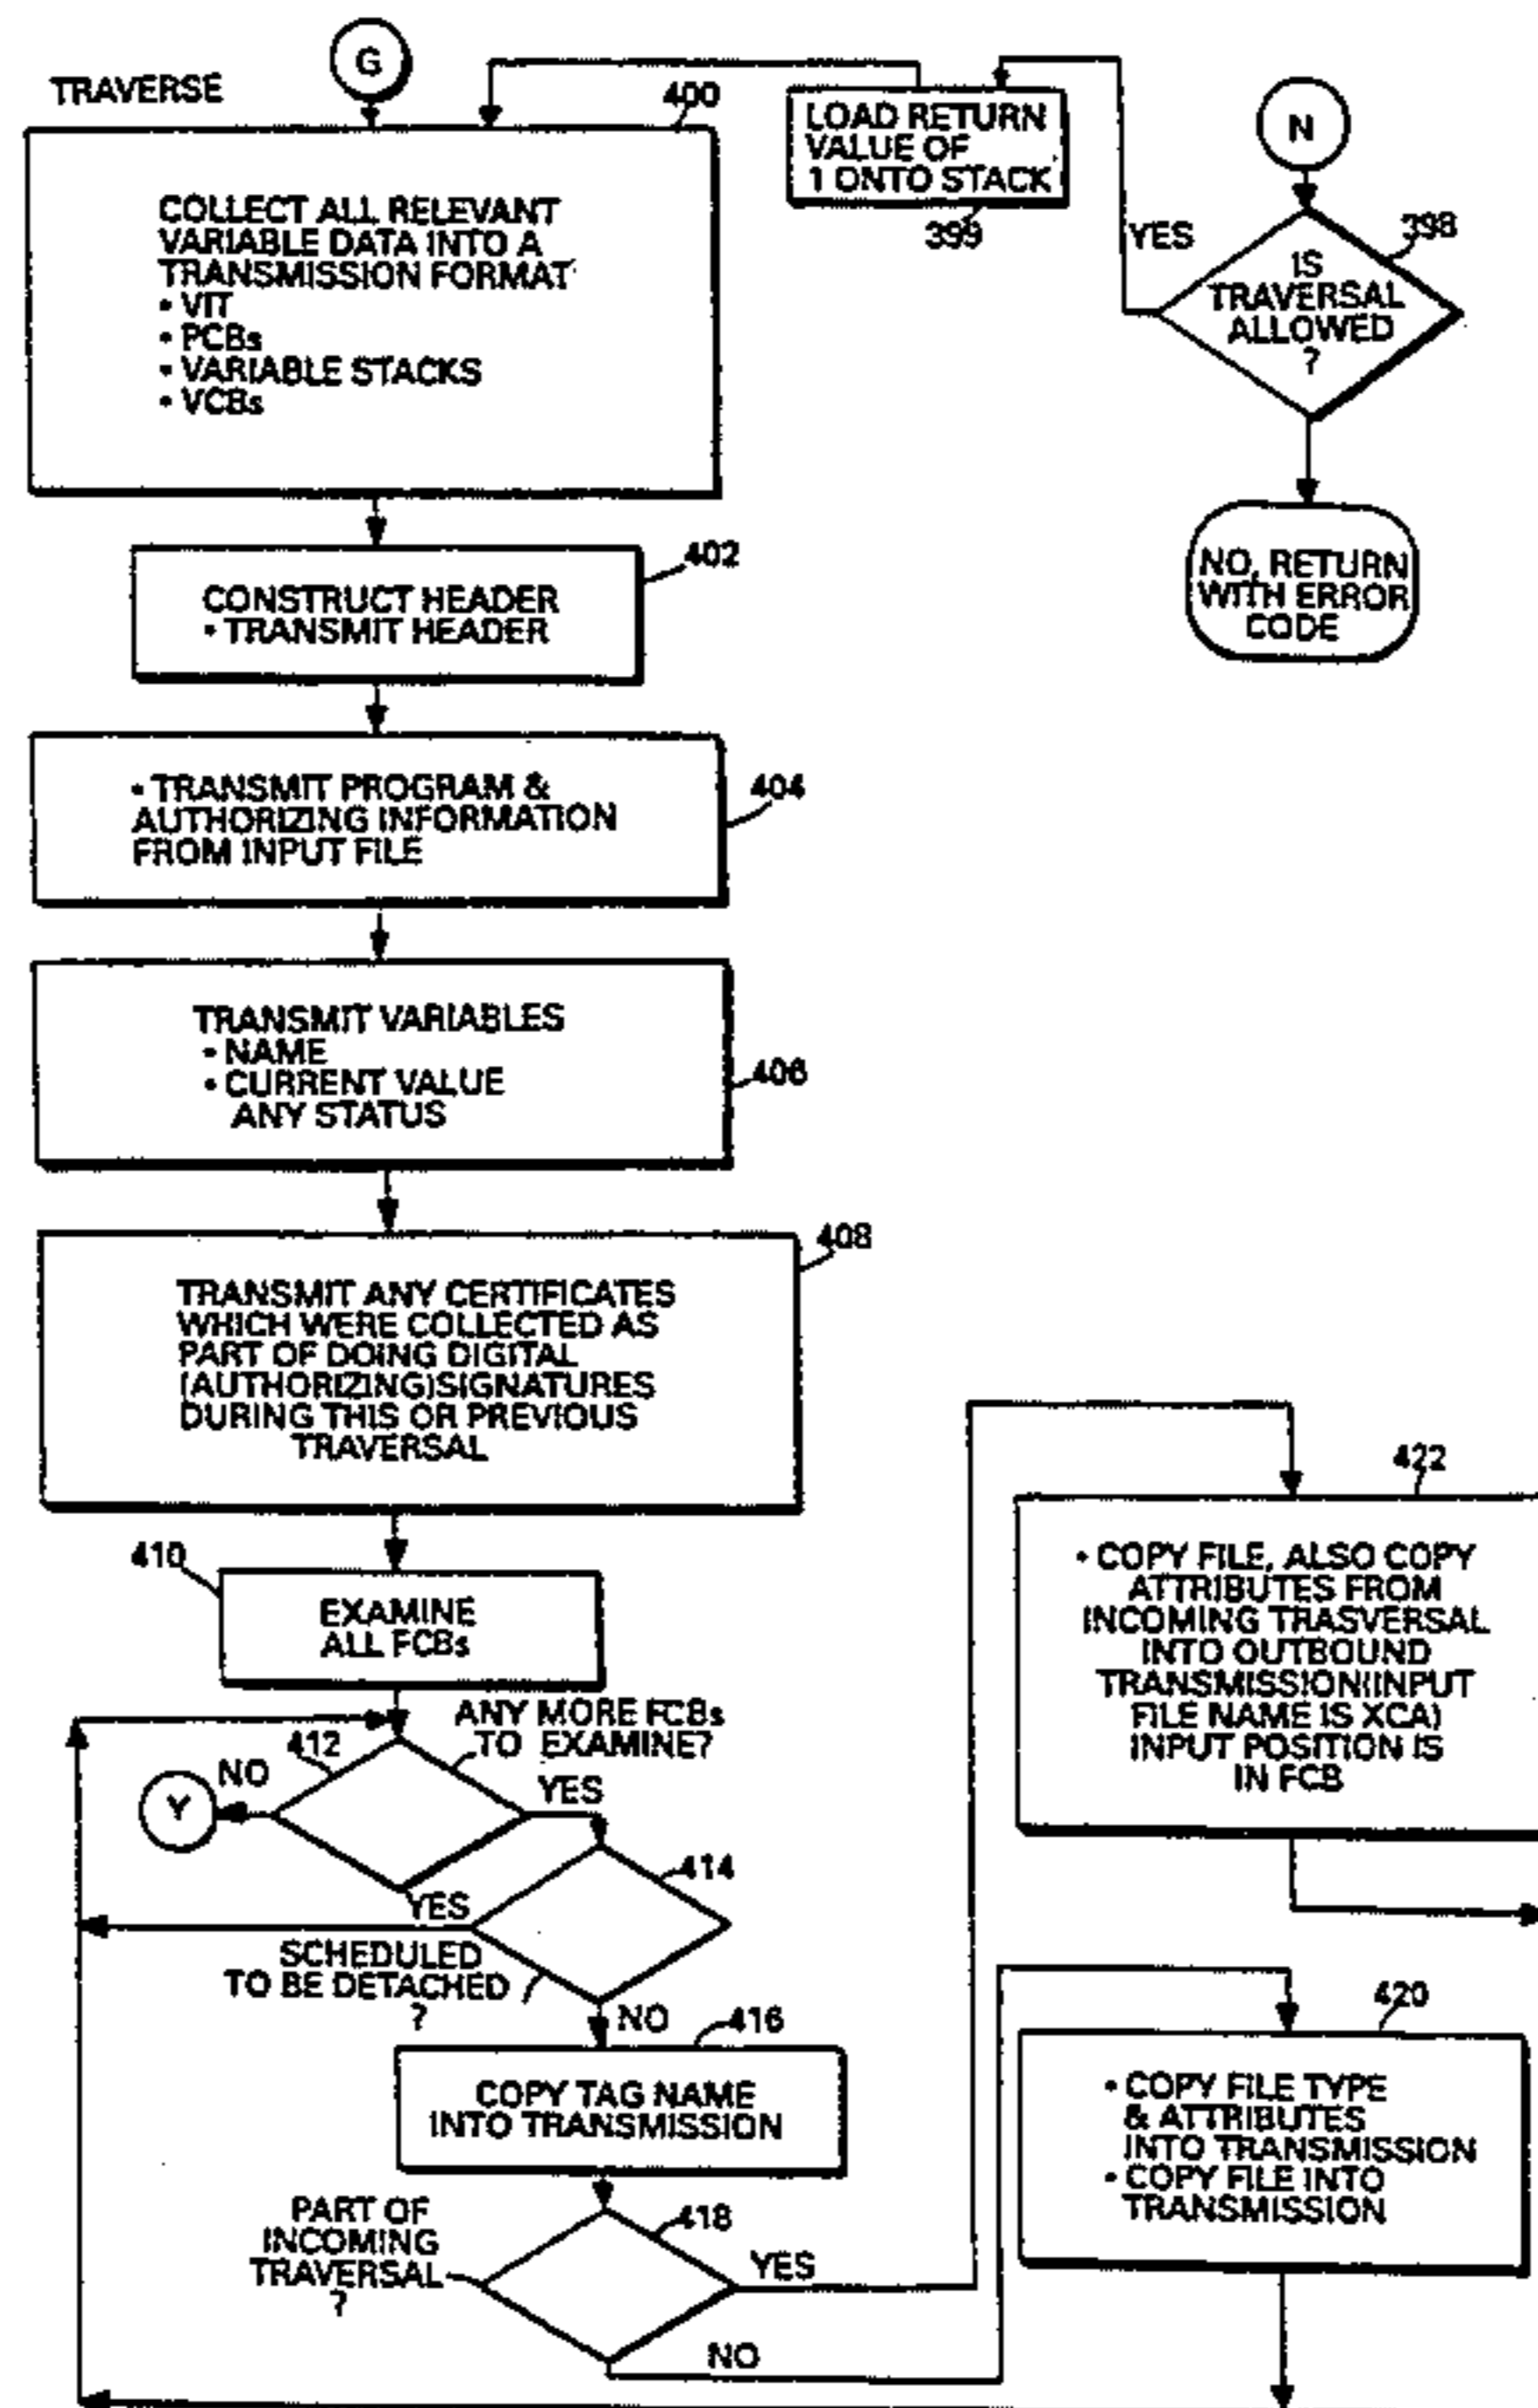 G
TRAVERSE
400
COLLECT ALL RELEVANT
VARIABLE DATA INTO A
TRANSMISSION FORMAT
• VIT
• PCBs
• VARIABLE STACKS
• VCBs
LOAD RETURN
VALUE OF
1 ONTO STACK
399
N
YES
398
IS
TRAVERSAL
ALLOWED
?
NO, RETURN
WITH ERROR
CODE
402
CONSTRUCT HEADER
• TRANSMIT HEADER
404
• TRANSMIT PROGRAM &
AUTHORIZING INFORMATION
FROM INPUT FILE
406
TRANSMIT VARIABLES
• NAME
• CURRENT VALUE
ANY STATUS
408
TRANSMIT ANY CERTIFICATES
WHICH WERE COLLECTED AS
PART OF DOING DIGITAL
(AUTHORIZING)SIGNATURES
DURING THIS OR PREVIOUS
TRAVERSAL
410
EXAMINE
ALL FCBs
ANY MORE FCBs
TO EXAMINE?
412
NO
Y
YES
414
YES
SCHEDULED
TO BE DETACHED
?
NO
416
COPY TAG NAME
INTO TRANSMISSION
PART OF
INCOMING
TRAVERSAL
?
418
YES
NO
422
• COPY FILE, ALSO COPY
ATTRIBUTES FROM
INCOMING TRASVERSAL
INTO OUTBOUND
TRANSMISSION(INPUT
FILE NAME IS XCA)
INPUT POSITION IS
IN FCB
420
• COPY FILE TYPE
& ATTRIBUTES
INTO TRANSMISSION
• COPY FILE INTO
TRANSMISSION